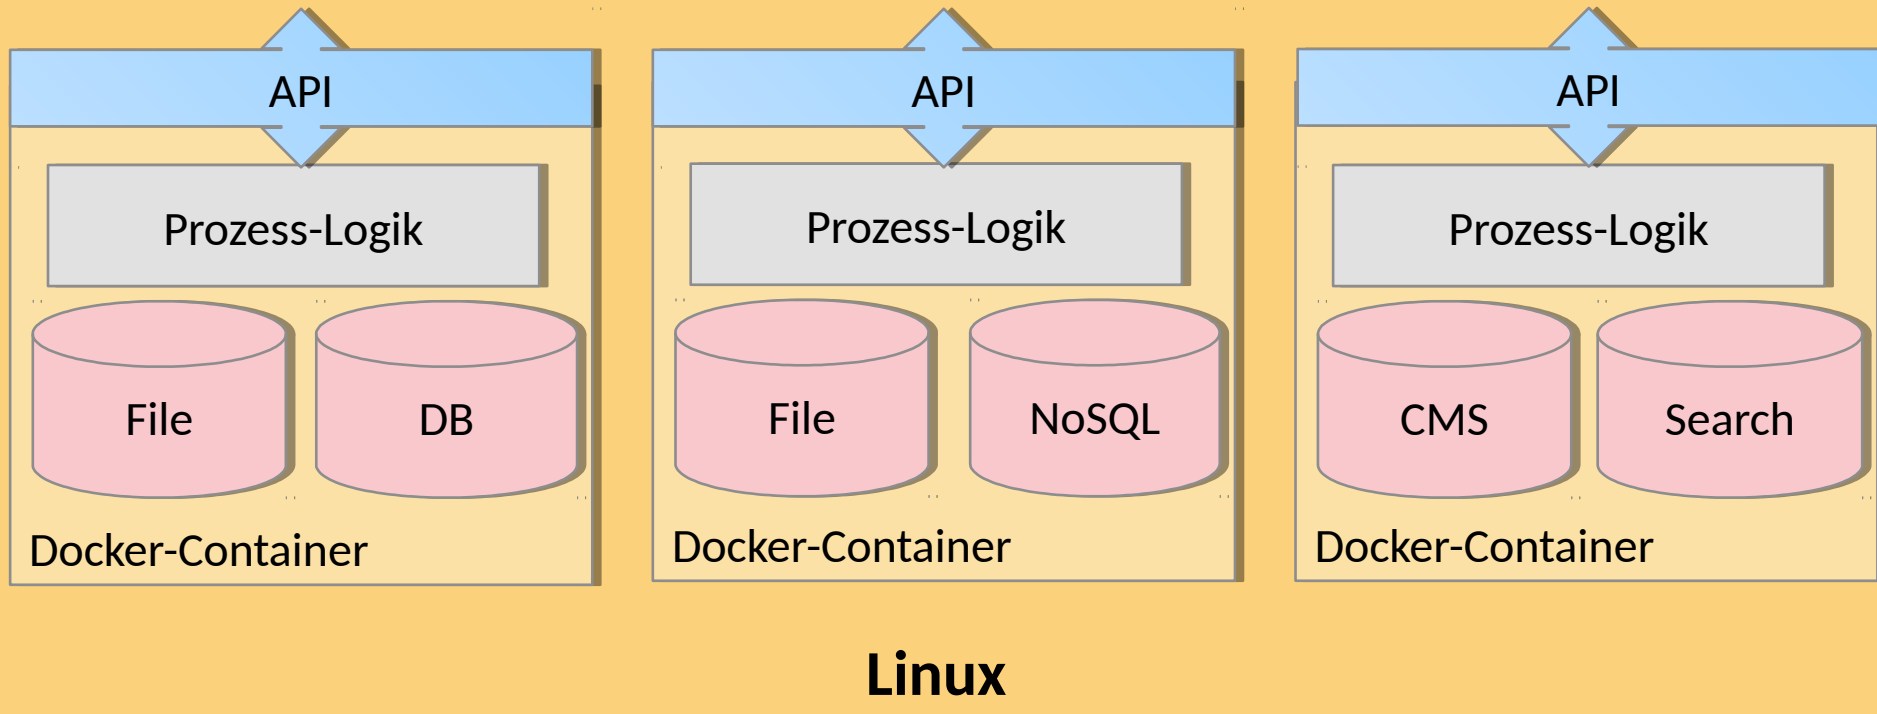 API
Prozess-Logik
File
DB
Docker-Container
API
Prozess-Logik
File
NoSQL
Docker-Container
API
Prozess-Logik
CMS
Search
Docker-Container
Linux